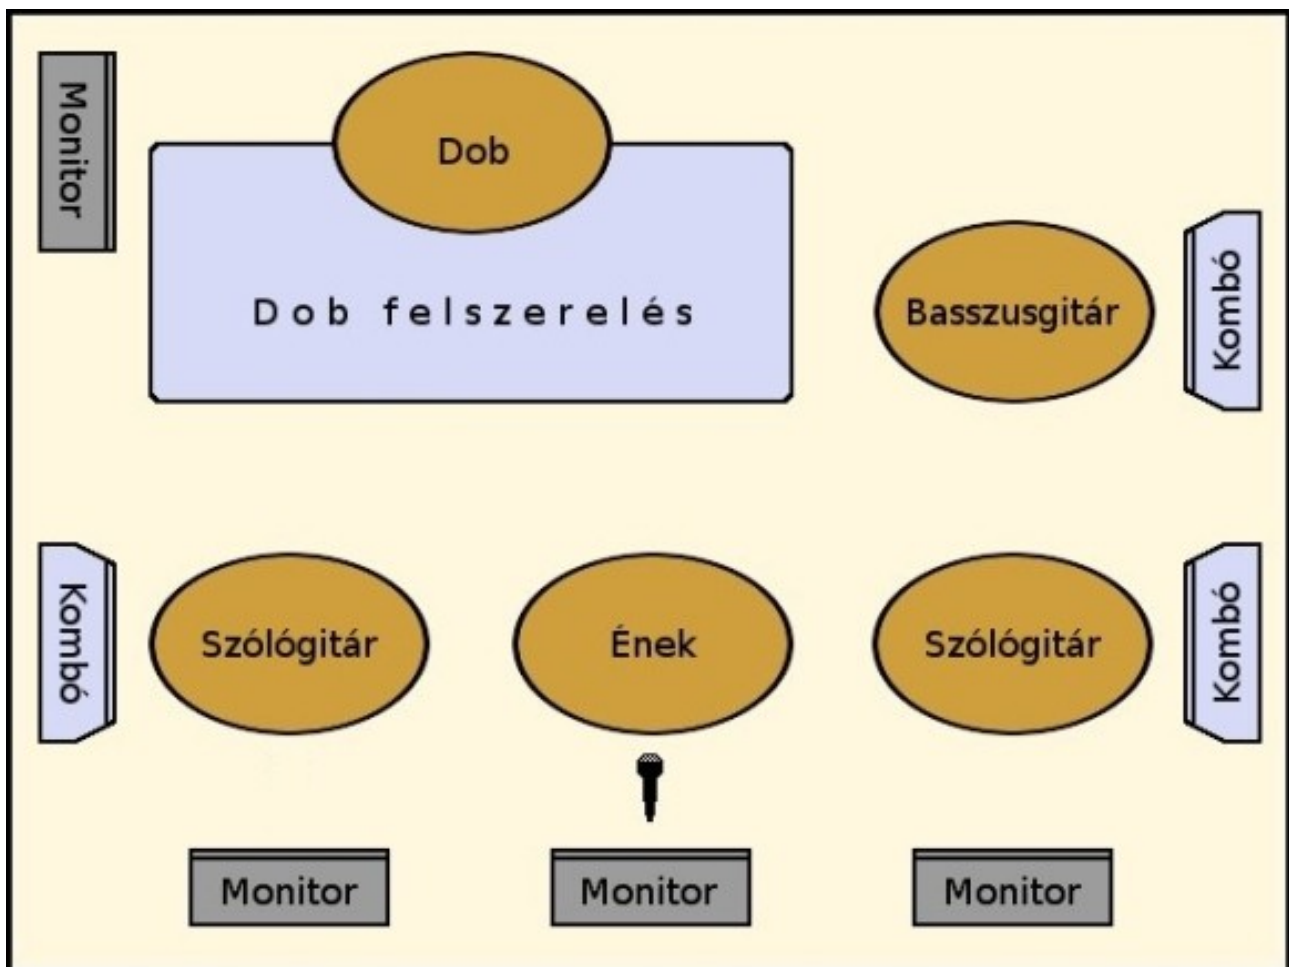 Monitor
Dob
Dob felszerelés
Basszusgitár
Kombó
Kombó
Szólógitár
Ének
Szólógitár
Kombó
Monitor
Monitor
Monitor